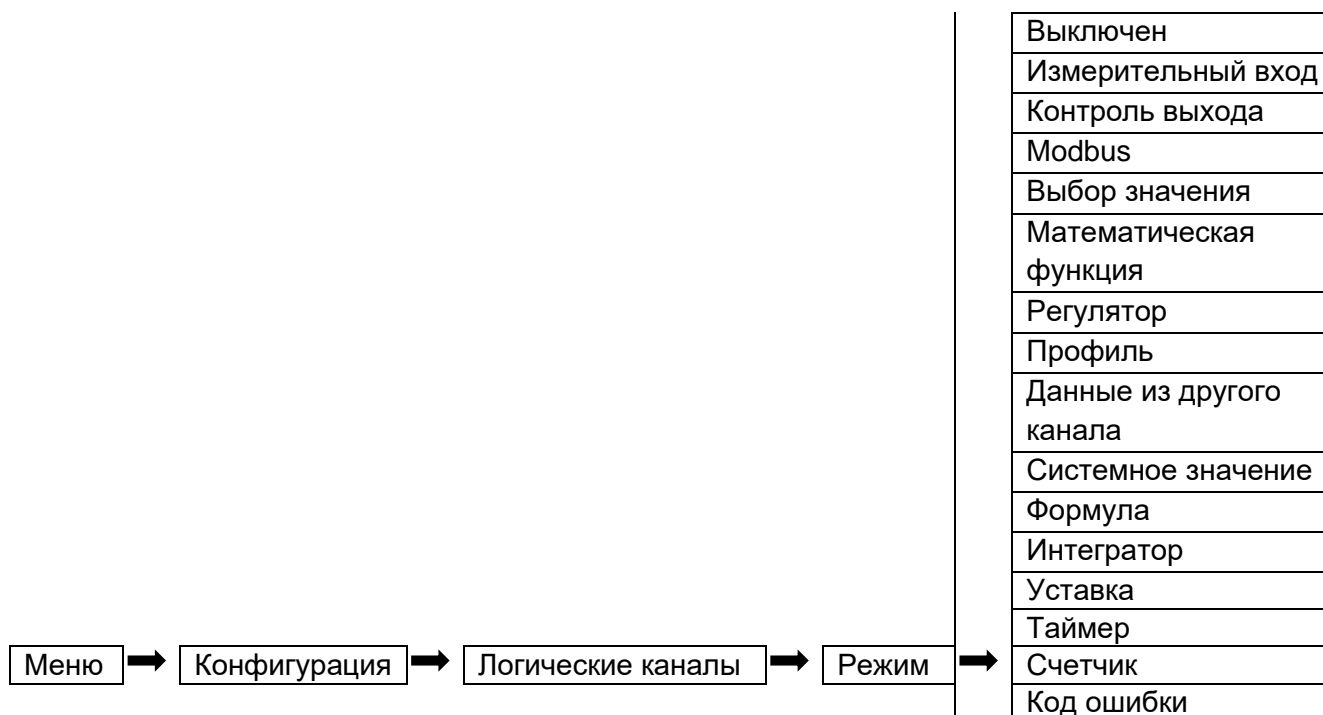 Выключен
Измерительный вход
Контроль выхода
Modbus
Выбор значения
Математическая
функция
Регулятор
Профиль
Данные из другого
канала
Системное значение
Формула
Интегратор
Уставка
Таймер
Меню Конфигурация Логические каналы Режим Счетчик
Код ошибки